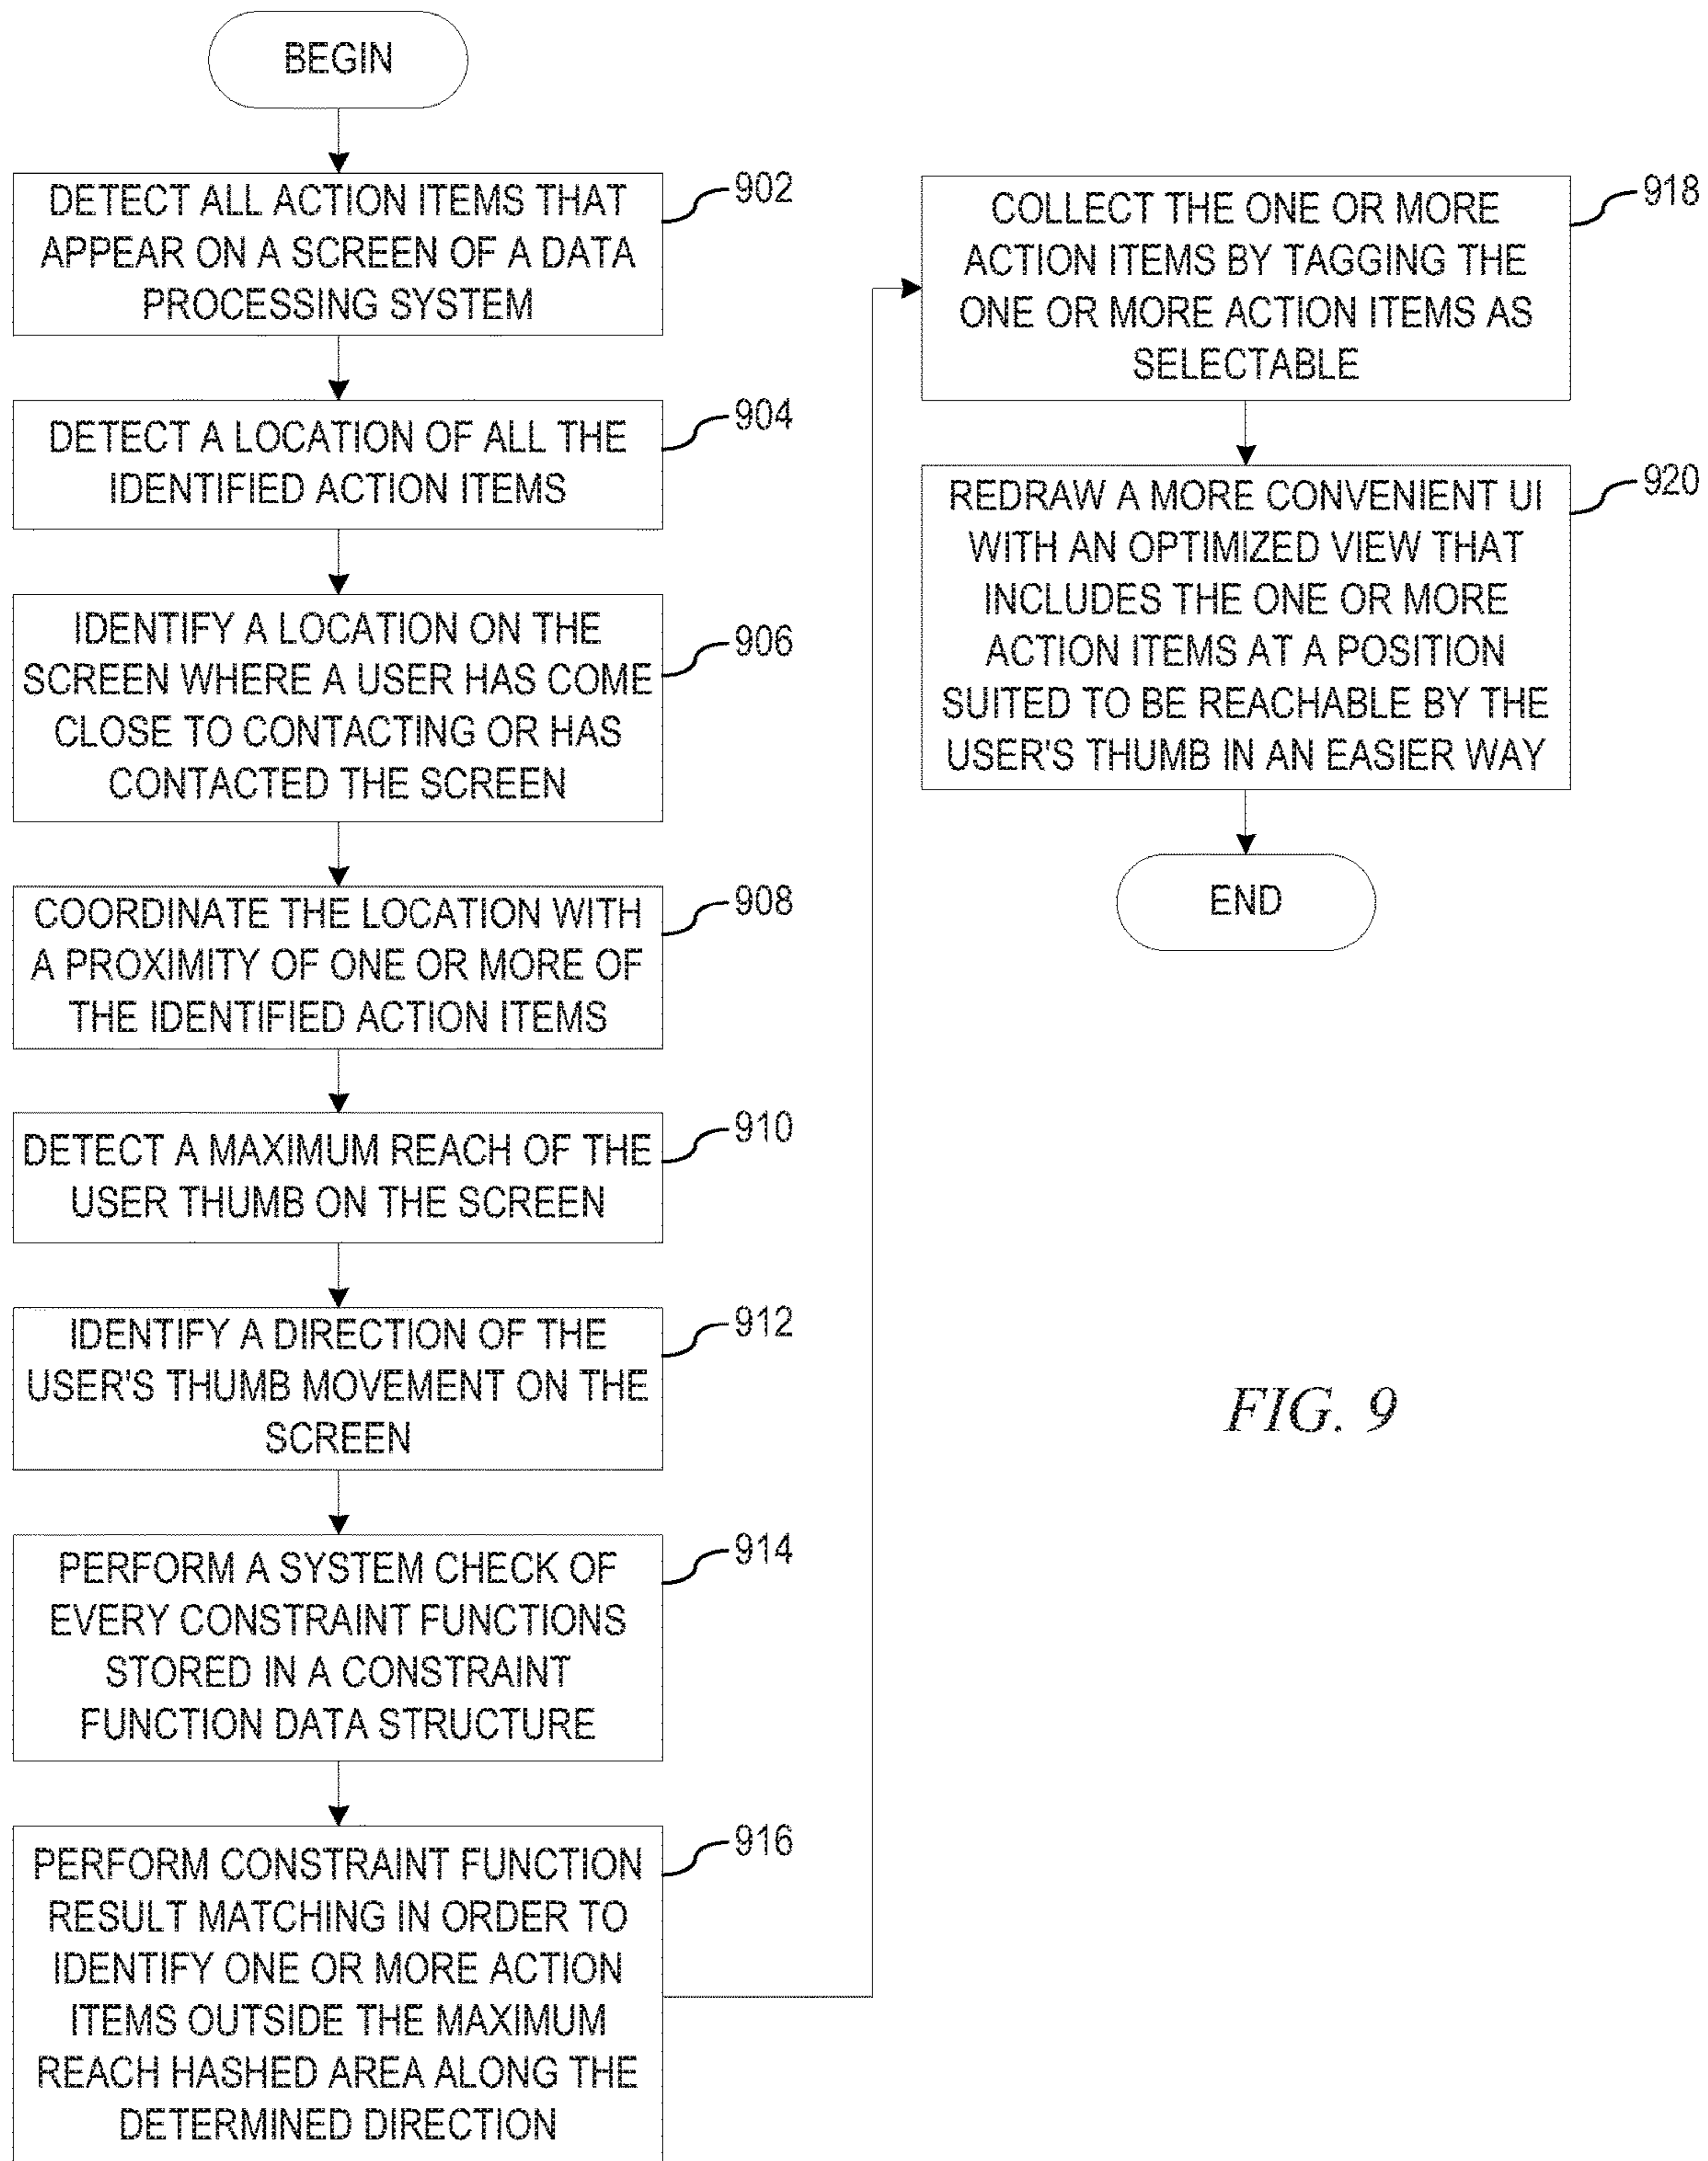 BEGIN
DETECT ALL ACTION ITEMS THAT
APPEAR ON A SCREEN OF A DATA
PROCESSING SYSTEM
902
DETECT A LOCATION OF ALL THE
IDENTIFIED ACTION ITEMS
904
IDENTIFY A LOCATION ON THE
SCREEN WHERE A USER HAS COME
CLOSE TO CONTACTING OR HAS
CONTACTED THE SCREEN
906
COORDINATE THE LOCATION WITH
A PROXIMITY OF ONE OR MORE OF
THE IDENTIFIED ACTION ITEMS
908
DETECT A MAXIMUM REACH OF THE
USER THUMB ON THE SCREEN
910
IDENTIFY A DIRECTION OF THE
USER'S THUMB MOVEMENT ON THE
SCREEN
912
PERFORM A SYSTEM CHECK OF
EVERY CONSTRAINT FUNCTIONS
STORED IN A CONSTRAINT
FUNCTION DATA STRUCTURE
914
PERFORM CONSTRAINT FUNCTION
RESULT MATCHING IN ORDER TO
IDENTIFY ONE OR MORE ACTION
ITEMS OUTSIDE THE MAXIMUM
REACH HASHED AREA ALONG THE
DETERMINED DIRECTION
916
COLLECT THE ONE OR MORE
ACTION ITEMS BY TAGGING THE
ONE OR MORE ACTION ITEMS AS
SELECTABLE
918
REDRAW A MORE CONVENIENT UI
WITH AN OPTIMIZED VIEW THAT
INCLUDES THE ONE OR MORE
ACTION ITEMS AT A POSITION
SUITED TO BE REACHABLE BY THE
USER'S THUMB IN AN EASIER WAY
920
END
FIG. 9